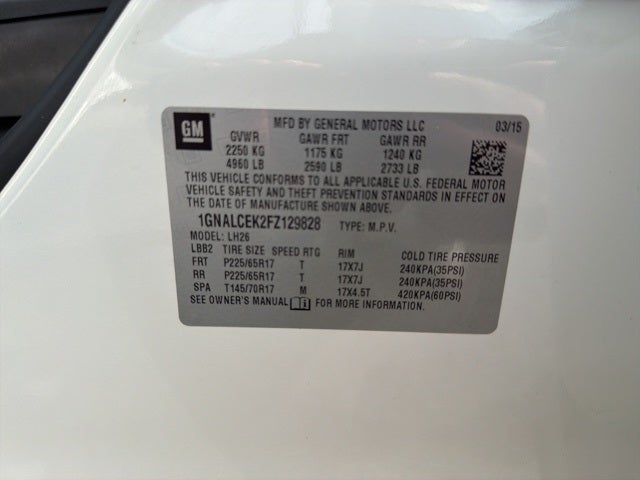 GM MFD BY GENERAL MOTORS LLC 03/15
GVWR GAWR FRT GAWR RR
2250 KG 1175 KG 1240 KG
4960 LB 2590 LB 2733 LB
THIS VEHICLE CONFORMS TO ALL APPLICABLE U.S. FEDERAL MOTOR
VEHICLE SAFETY AND THEFT PREVENTION STANDARDS IN EFFECT ON
THE DATE OF MANUFACTURE SHOWN ABOVE.
1GNALCEK2FZ129828 TYPE: M.P.V.
MODEL: LH26
LBB2 TIRE SIZE SPEED RTG RIM COLD TIRE PRESSURE
FRT P225/65R17 T 17X7J 240KPA(35PSI)
RR P225/65R17 T 17X7J 240KPA(35PSI)
SPA T145/70R17 M 17X4.5T 420KPA(60PSI)
SEE OWNER'S MANUAL FOR MORE INFORMATION.